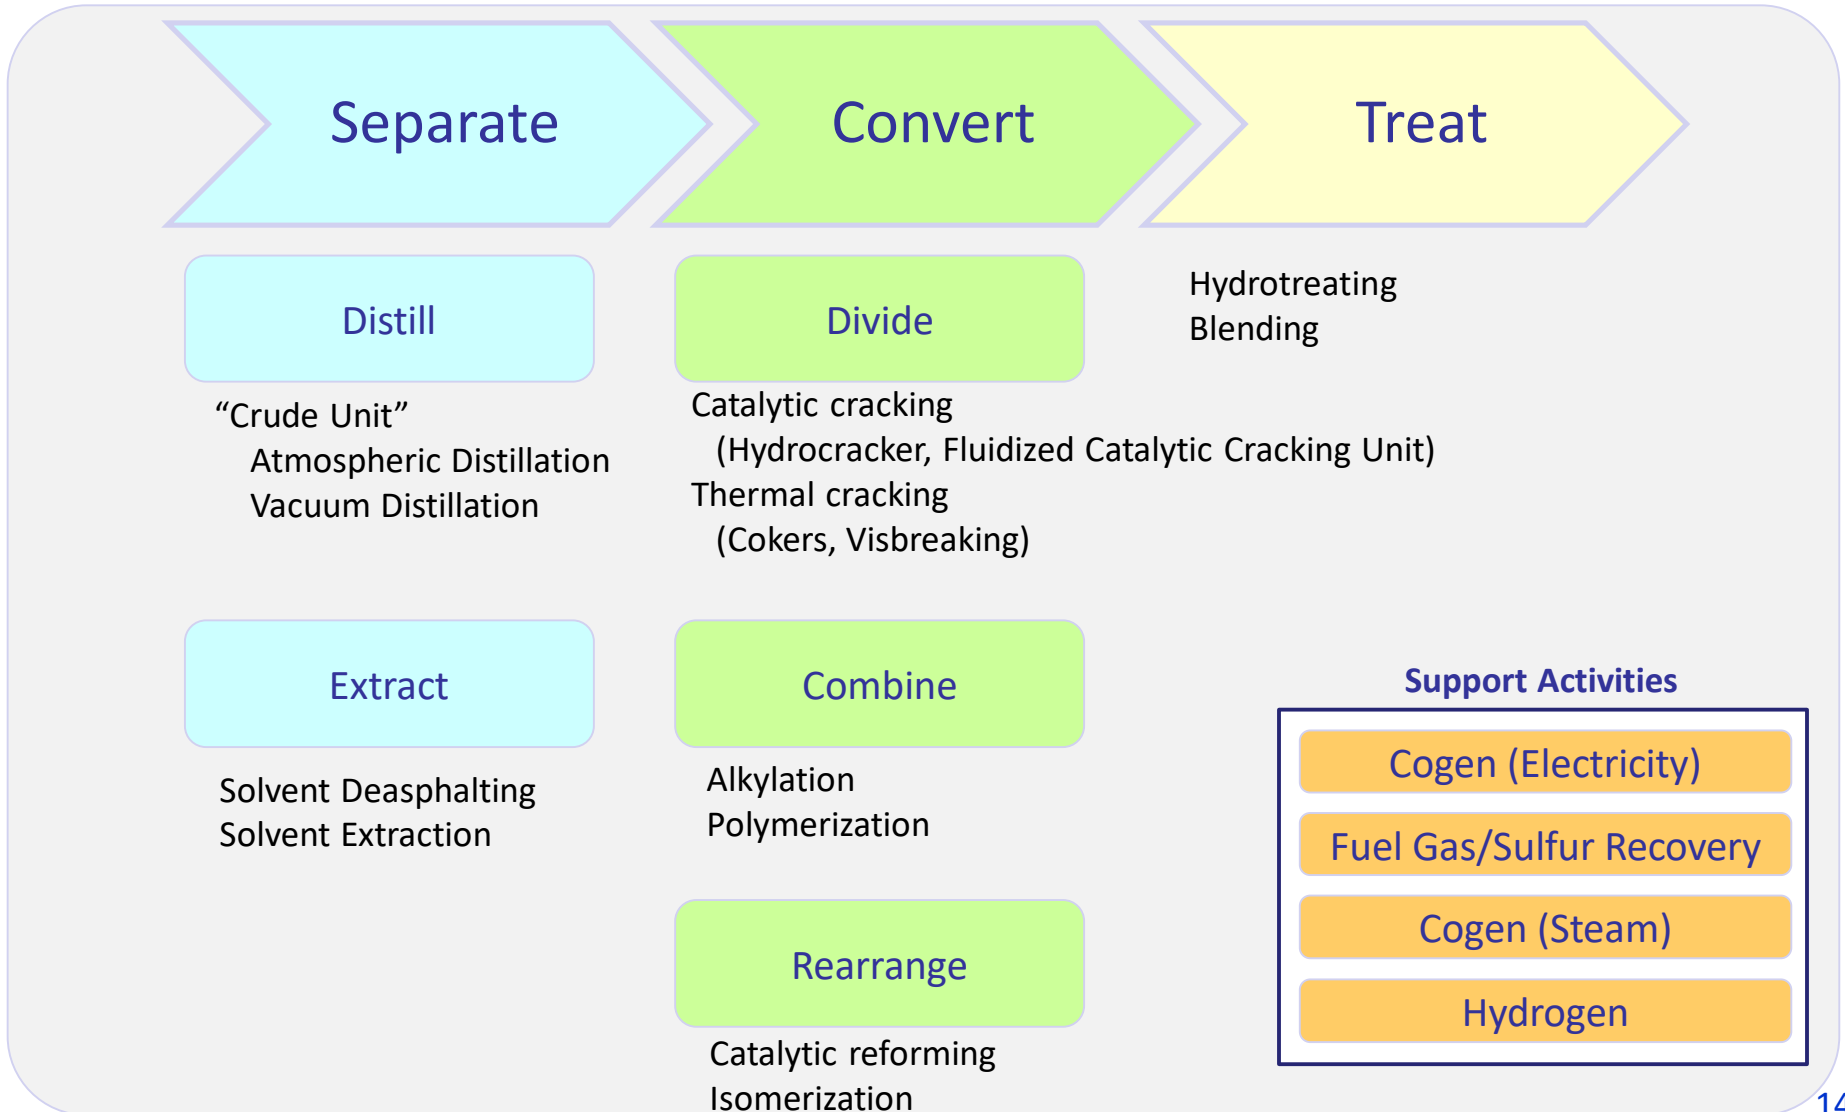 Separate
Convert
Treat
Distill
"Crude Unit"
Atmospheric Distillation
Vacuum Distillation
Extract
Solvent Deasphalting
Solvent Extraction
Divide
Catalytic cracking
(Hydrocracker, Fluidized Catalytic Cracking Unit)
Thermal cracking
(Cokers, Visbreaking)
Combine
Alkylation
Polymerization
Rearrange
Catalytic reforming
Isomerization
Hydrotreating
Blending
Support Activities
Cogen (Electricity)
Fuel Gas/Sulfur Recovery
Cogen (Steam)
Hydrogen
14